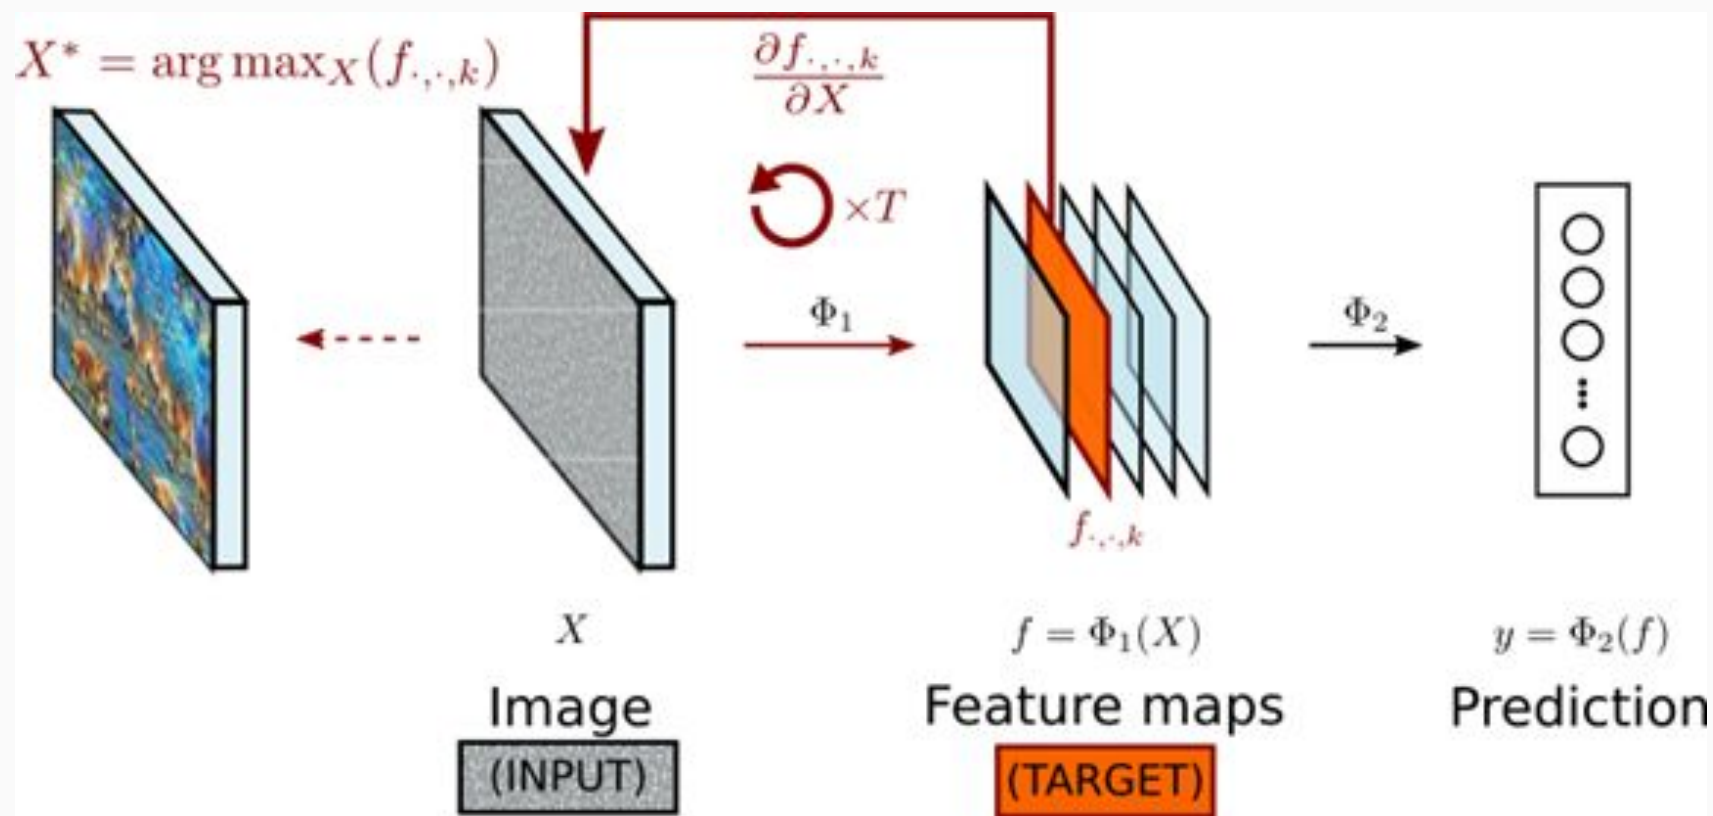 X* = arg max_X(f_{·,·,k})
∂f_{·,·,k}
∂X
×T
Φ₁
Φ₂
f_{·,·,k}
X
f = Φ₁(X)
y = Φ₂(f)
Image
Feature maps
Prediction
(INPUT)
(TARGET)